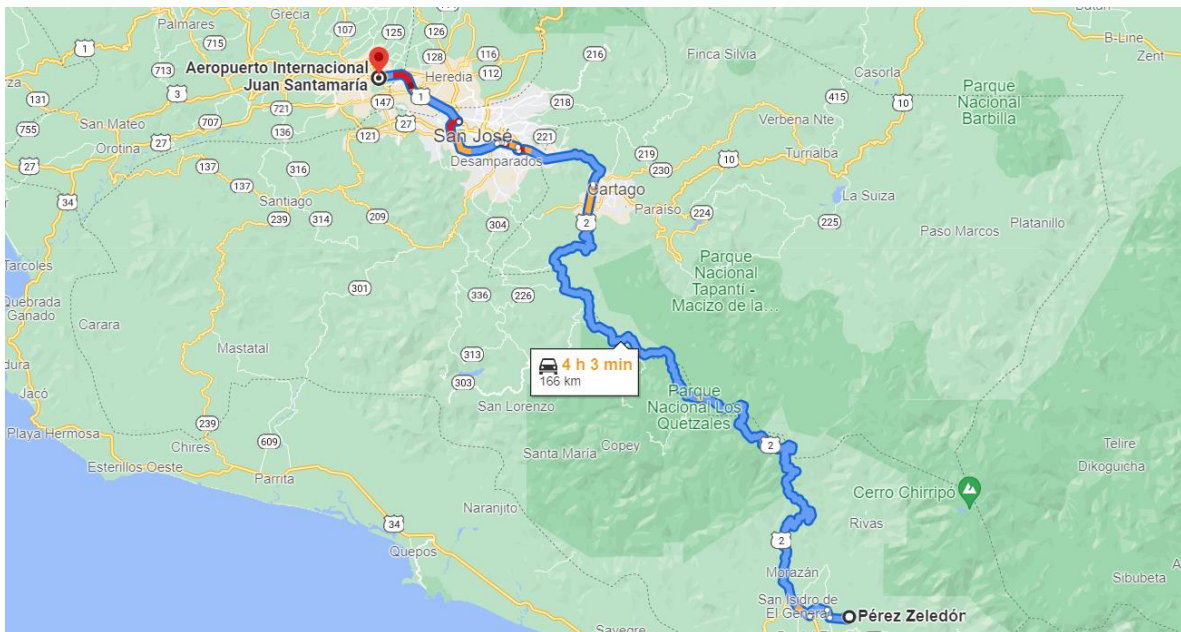 Palmares
Grecia
107
125
126
1
715
128
116
216
Finca Silvia
B-Line
Zent
713
Aeropuerto Internacional
Juan Santamaría
Heredia
112
Casorla
Parque
Nacional
Barbilla
131
3
147
1
415
10
755
San Mateo
707
721
136
121
27
San José
218
221
Verbena Nte
Orotina
27
27
137
316
Desamparados
219
230
10
Turrialba
137
34
Santiago
239
314
209
304
Cartago
Paraíso
224
La Suiza
225
2
Paso Marcos
Platanillo
Tarcoles
301
336
226
Parque
Nacional
Tapantí -
Macizo de la...
Quebrada
Ganado
Carara
Mastatal
313
303
4 h 3 min
166 km
Jacó
San Lorenzo
Parque
Nacional Los
Quetzales
239
Playa Hermosa
609
Chires
Esterillos Oeste
Parrita
Santa María
Copey
2
Telire
Dikoguicha
Cerro Chirripó
Naranjito
34
Rivas
Quepos
2
Morazán
Sibubeta
San Isidro de
El General
Pérez Zeledón
Savegre